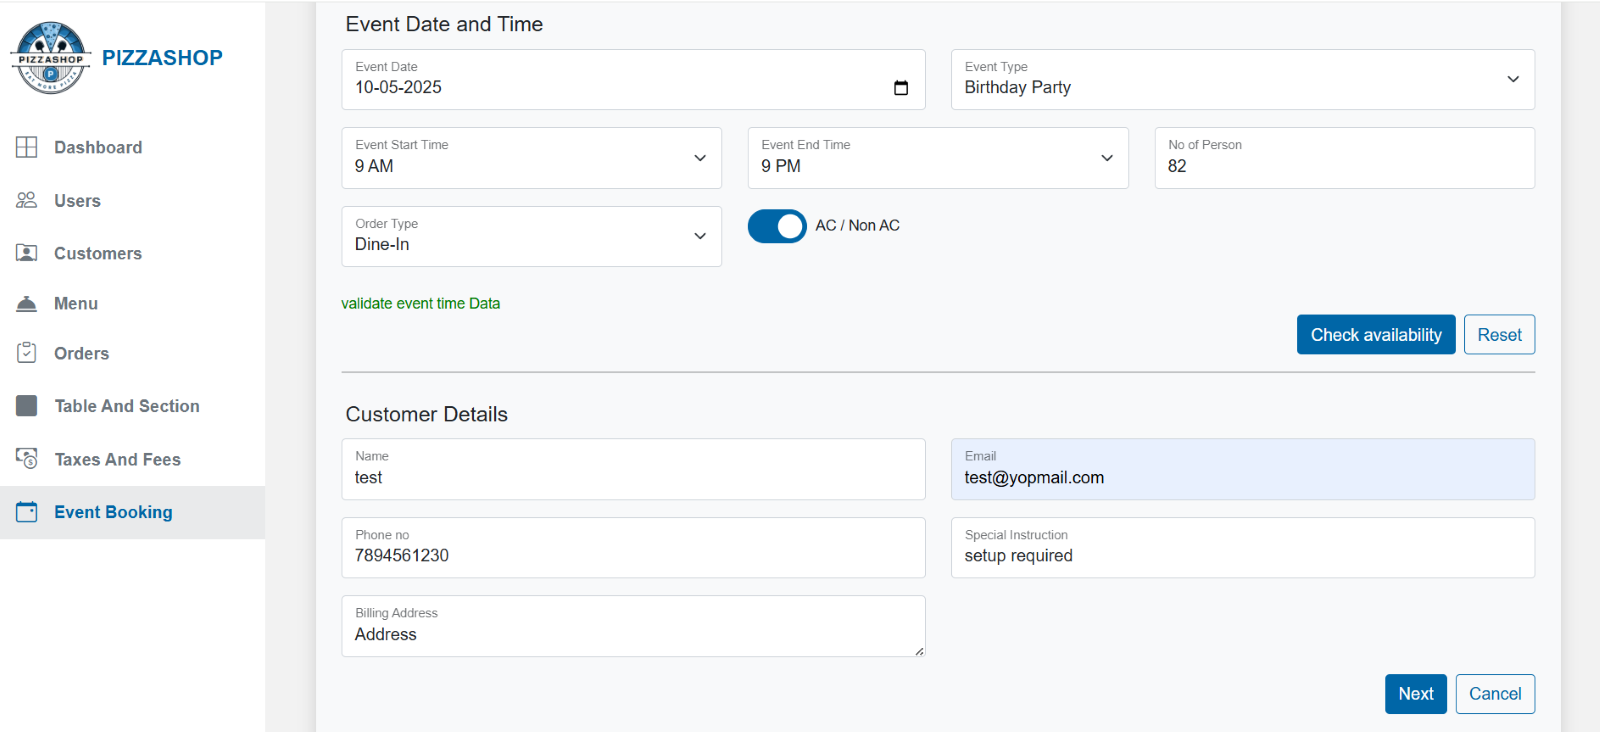 PIZZASHOP
EAT MORE PIZZA
P
PIZZASHOP
Dashboard
Users
Customers
Menu
Orders
Table And Section
Taxes And Fees
Event Booking
Event Date and Time
Event Date
10-05-2025
Event Type
Birthday Party
Event Start Time
9 AM
Event End Time
9 PM
No of Person
82
Order Type
Dine-In
AC / Non AC
validate event time Data
Check availability
Reset
Customer Details
Name
test
Email
test@yopmail.com
Phone no
7894561230
Special Instruction
setup required
Billing Address
Address
Next
Cancel